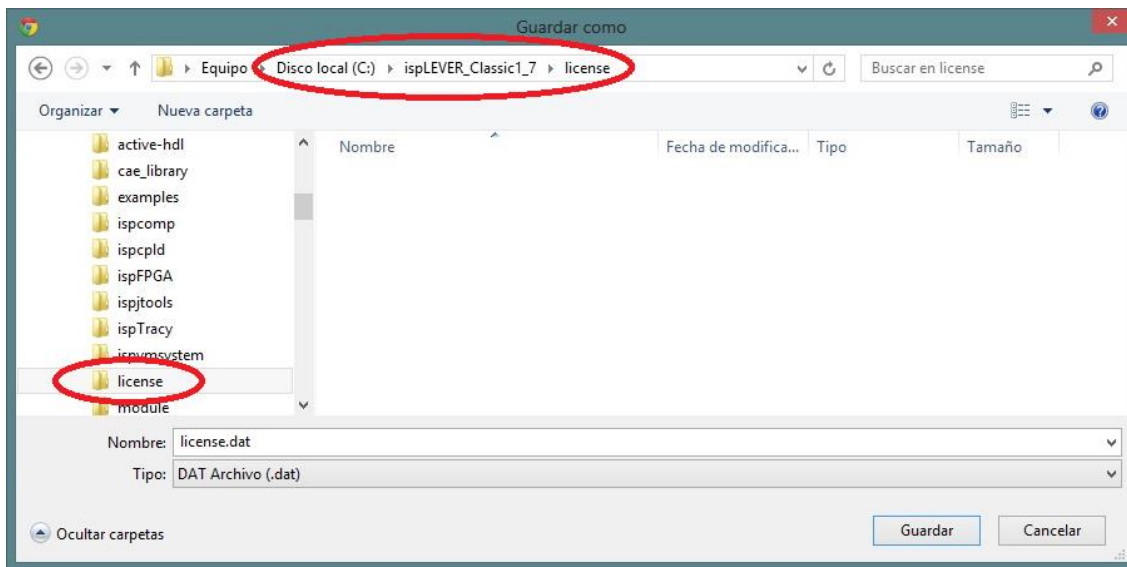 Guardar como
Equipo Disco local (C:) ispLEVER_Classic1_7 license
Buscar en license
Organizar Nueva carpeta
Nombre Fecha de modifica... Tipo Tamaño
active-hdl
cae_library
examples
ispcomp
ispcpld
ispFPGA
ispjtools
ispTracy
ispvmsystem
license
module
Nombre: license.dat
Tipo: DAT Archivo (.dat)
Ocultar carpetas
Guardar Cancelar